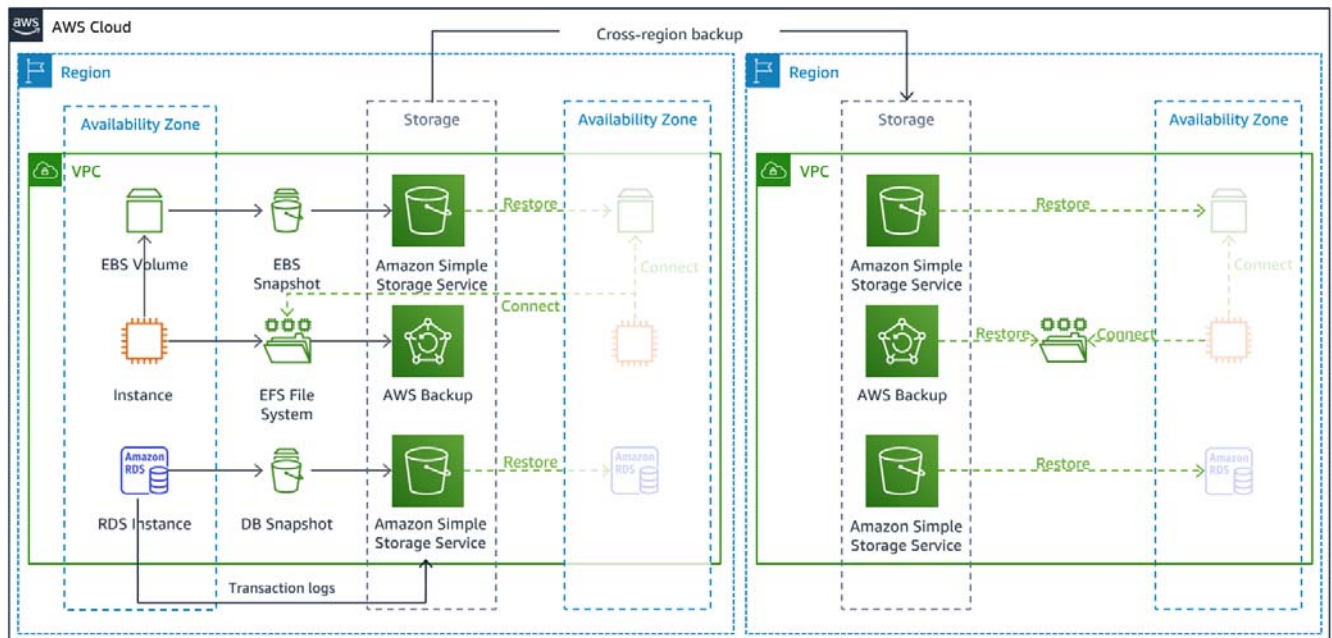 aws
AWS Cloud
Cross-region backup
Region
Availability Zone
Storage
Availability Zone
VPC
Restore
EBS Volume
EBS
Snapshot
Amazon Simple
Storage Service
Connect
Connect
Instance
EFS File
System
AWS Backup
Amazon
RDS
Restore
Amazon
RDS
RDS Instance
DB Snapshot
Amazon Simple
Storage Service
Transaction logs
Region
Storage
Availability Zone
VPC
Restore
Amazon Simple
Storage Service
Connect
Restore
Connect
AWS Backup
Restore
Amazon
RDS
Amazon Simple
Storage Service